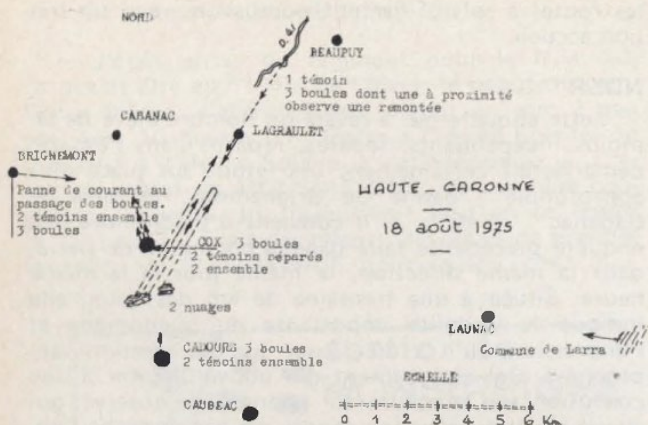 NORD
0.41
BEAUPUY
1 témoin
3 boules dont une à proximité
observe une remontée
CABANAC
LAGRAULET
BRIGNEMONT
Panne de courant au
passage des boules.
2 témoins ensemble
3 boules
HAUTE-GARONNE
18 août 1975
COX 3 boules
2 témoins séparés
2 ensemble
2 nuages
LAUNAC
Commune de Larra
CADOURS 3 boules
2 témoins ensemble
ECHELLE
CAUBEAC
0 1 2 3 4 5 6 Km